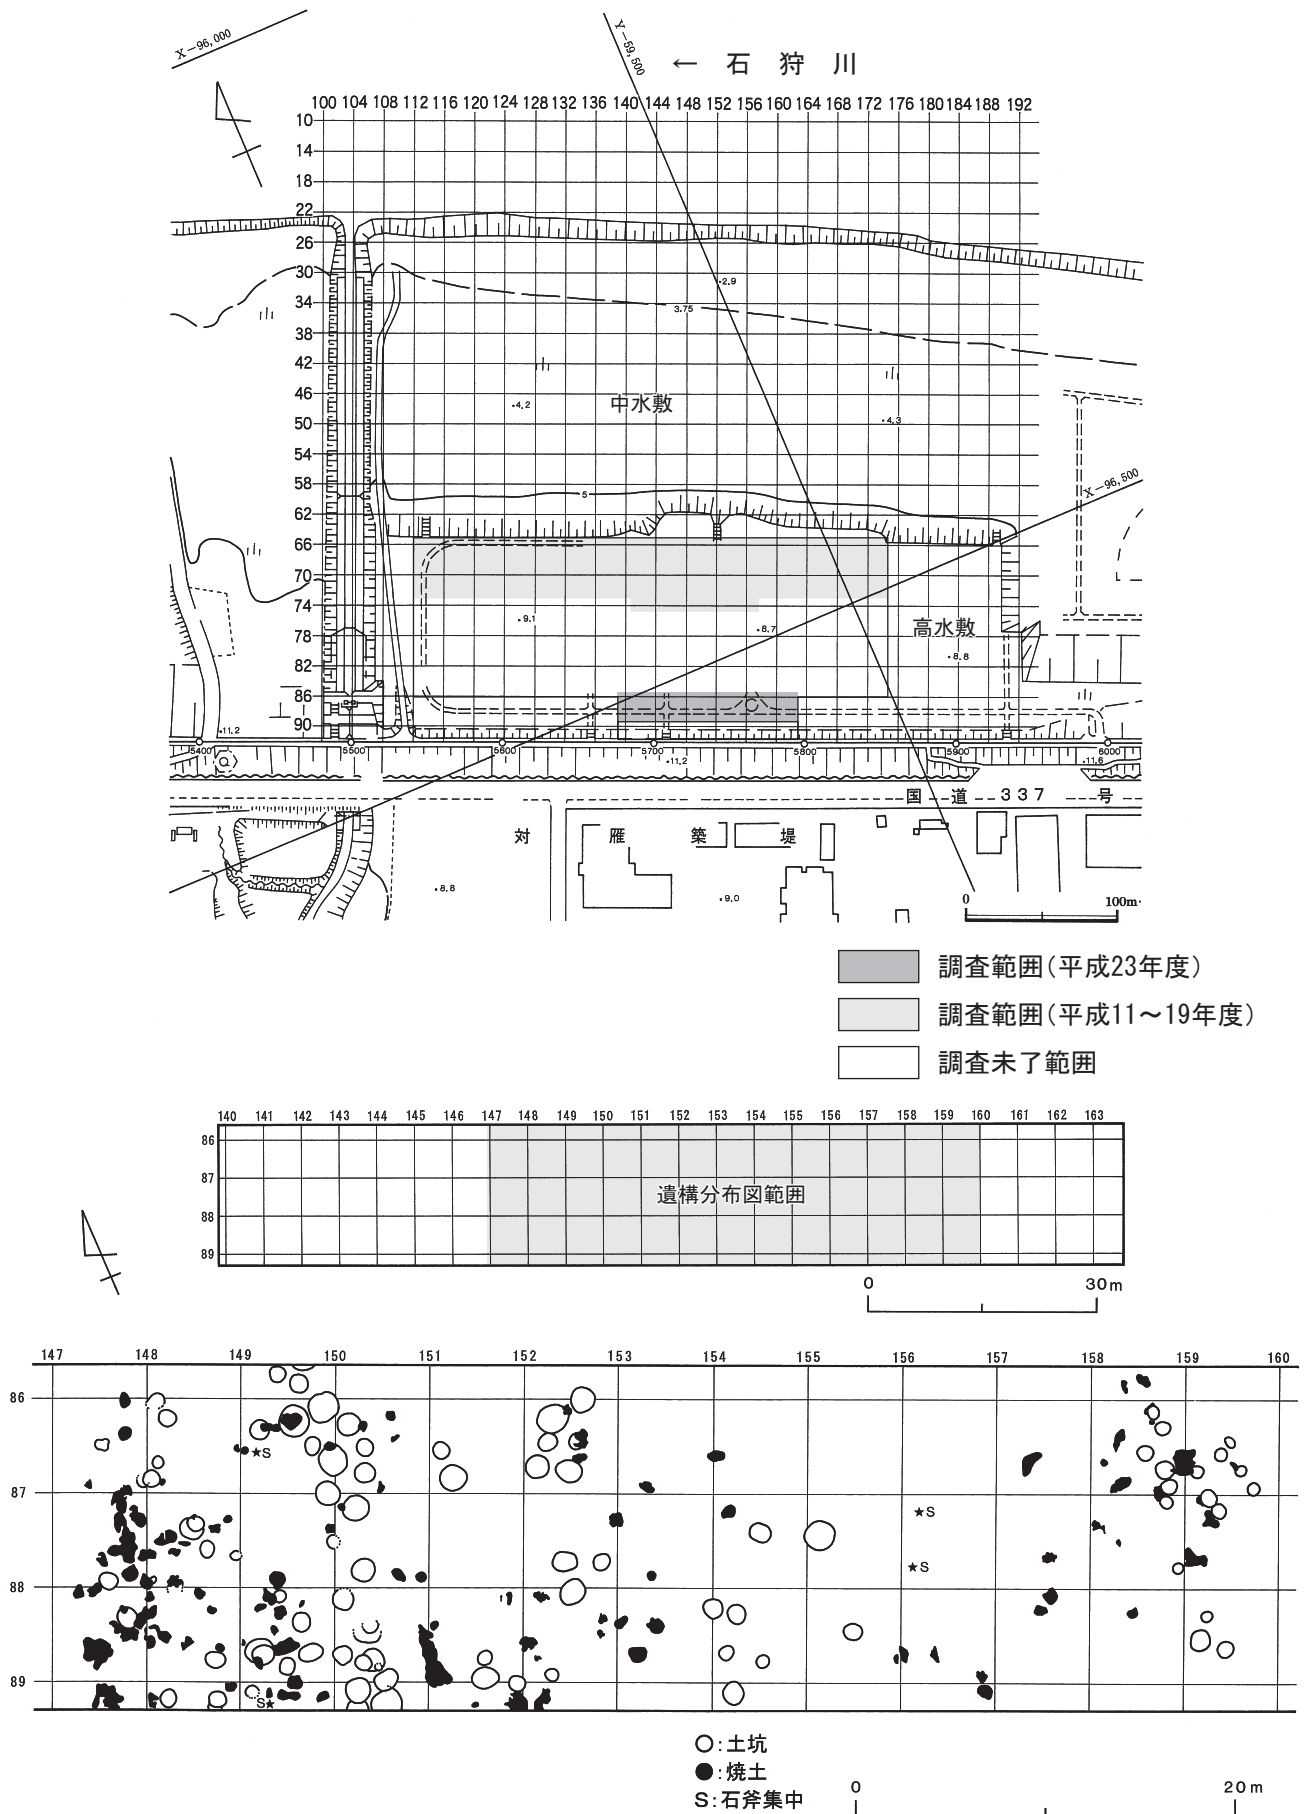 X－96,000
Y－59,500
← 石 狩 川
100 104 108 112 116 120 124 128 132 136 140 144 148 152 156 160 164 168 172 176 180 184 188 192
10
14
18
22
26
30
2.9
34
3.75
38
42
46
4.2
中水敷
50
4.3
54
58
5
X－96,500
62
66
70
74
9.1
8.7
高水敷
78
8.8
82
86
90
11.2
5400 5500 5600 5700 5800 5900 6000
11.2
11.6
国 道 337 号
対 雁 築 堤
8.8
9.0
0 100m
調査範囲（平成23年度）
調査範囲（平成11～19年度）
調査未了範囲
140 141 142 143 144 145 146 147 148 149 150 151 152 153 154 155 156 157 158 159 160 161 162 163
86
87
遺構分布図範囲
88
89
0 30m
147 148 149 150 151 152 153 154 155 156 157 158 159 160
86
★S
87
★S
★S
88
89
S★
○：土坑
●：焼土
S：石斧集中
0 20m